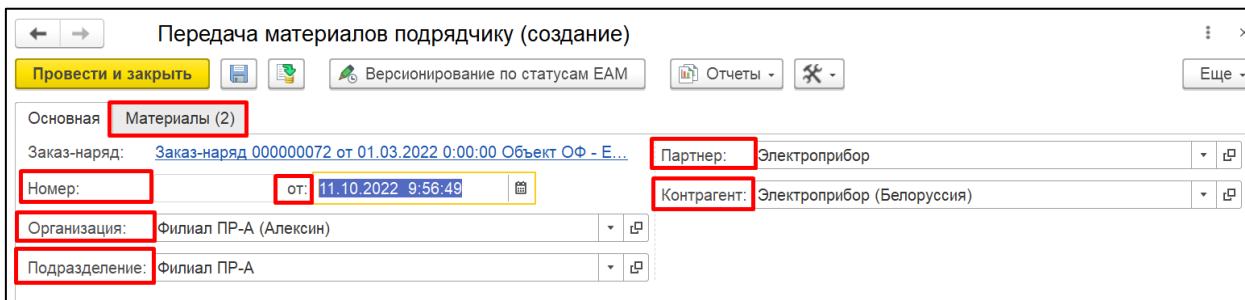 Передача материалов подрядчику (создание)
Провести и закрыть Версионирование по статусам EAM Отчеты Еще
Основная Материалы (2)
Заказ-наряд: Заказ-наряд 000000072 от 01.03.2022 0:00:00 Объект ОФ - Е... Партнер: Электроприбор
Номер: от: 11.10.2022 9:56:49 Контрагент: Электроприбор (Белоруссия)
Организация: Филиал ПР-А (Алексин)
Подразделение: Филиал ПР-А